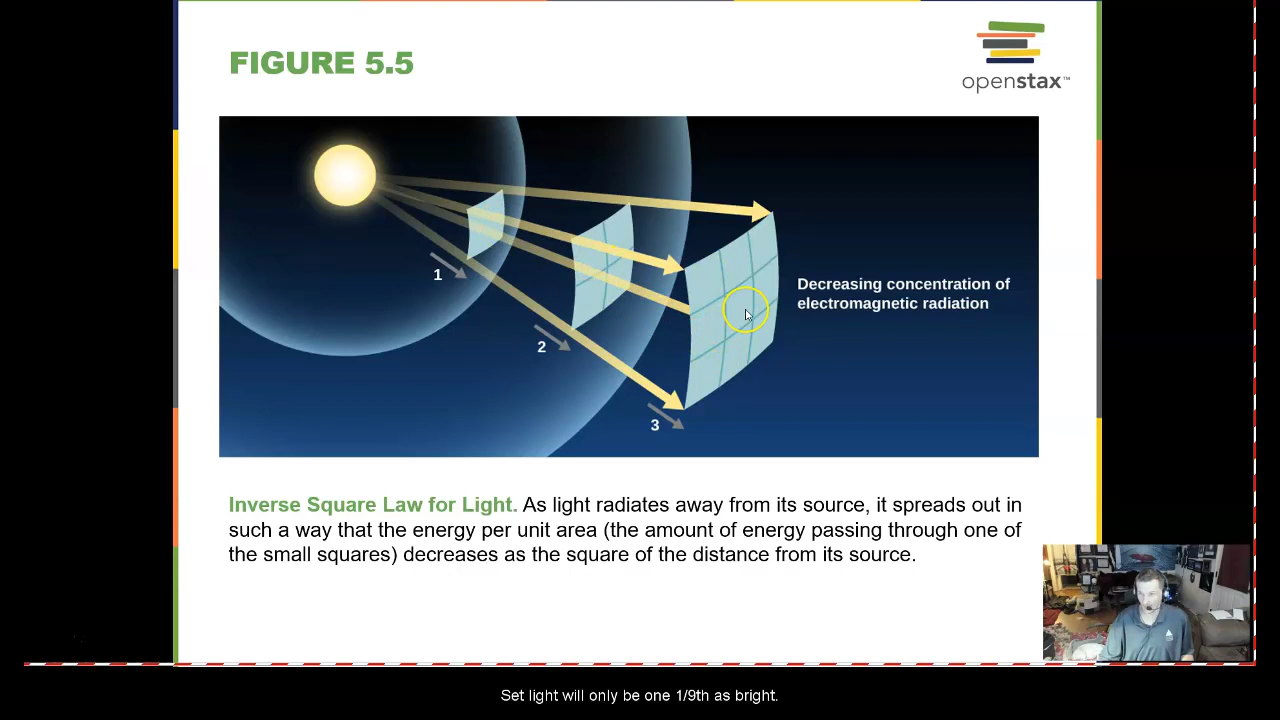 FIGURE 5.5
openstax™
1
2
3
Decreasing concentration of
electromagnetic radiation
Inverse Square Law for Light. As light radiates away from its source, it spreads out in
such a way that the energy per unit area (the amount of energy passing through one of
the small squares) decreases as the square of the distance from its source.
Set light will only be one 1/9th as bright.